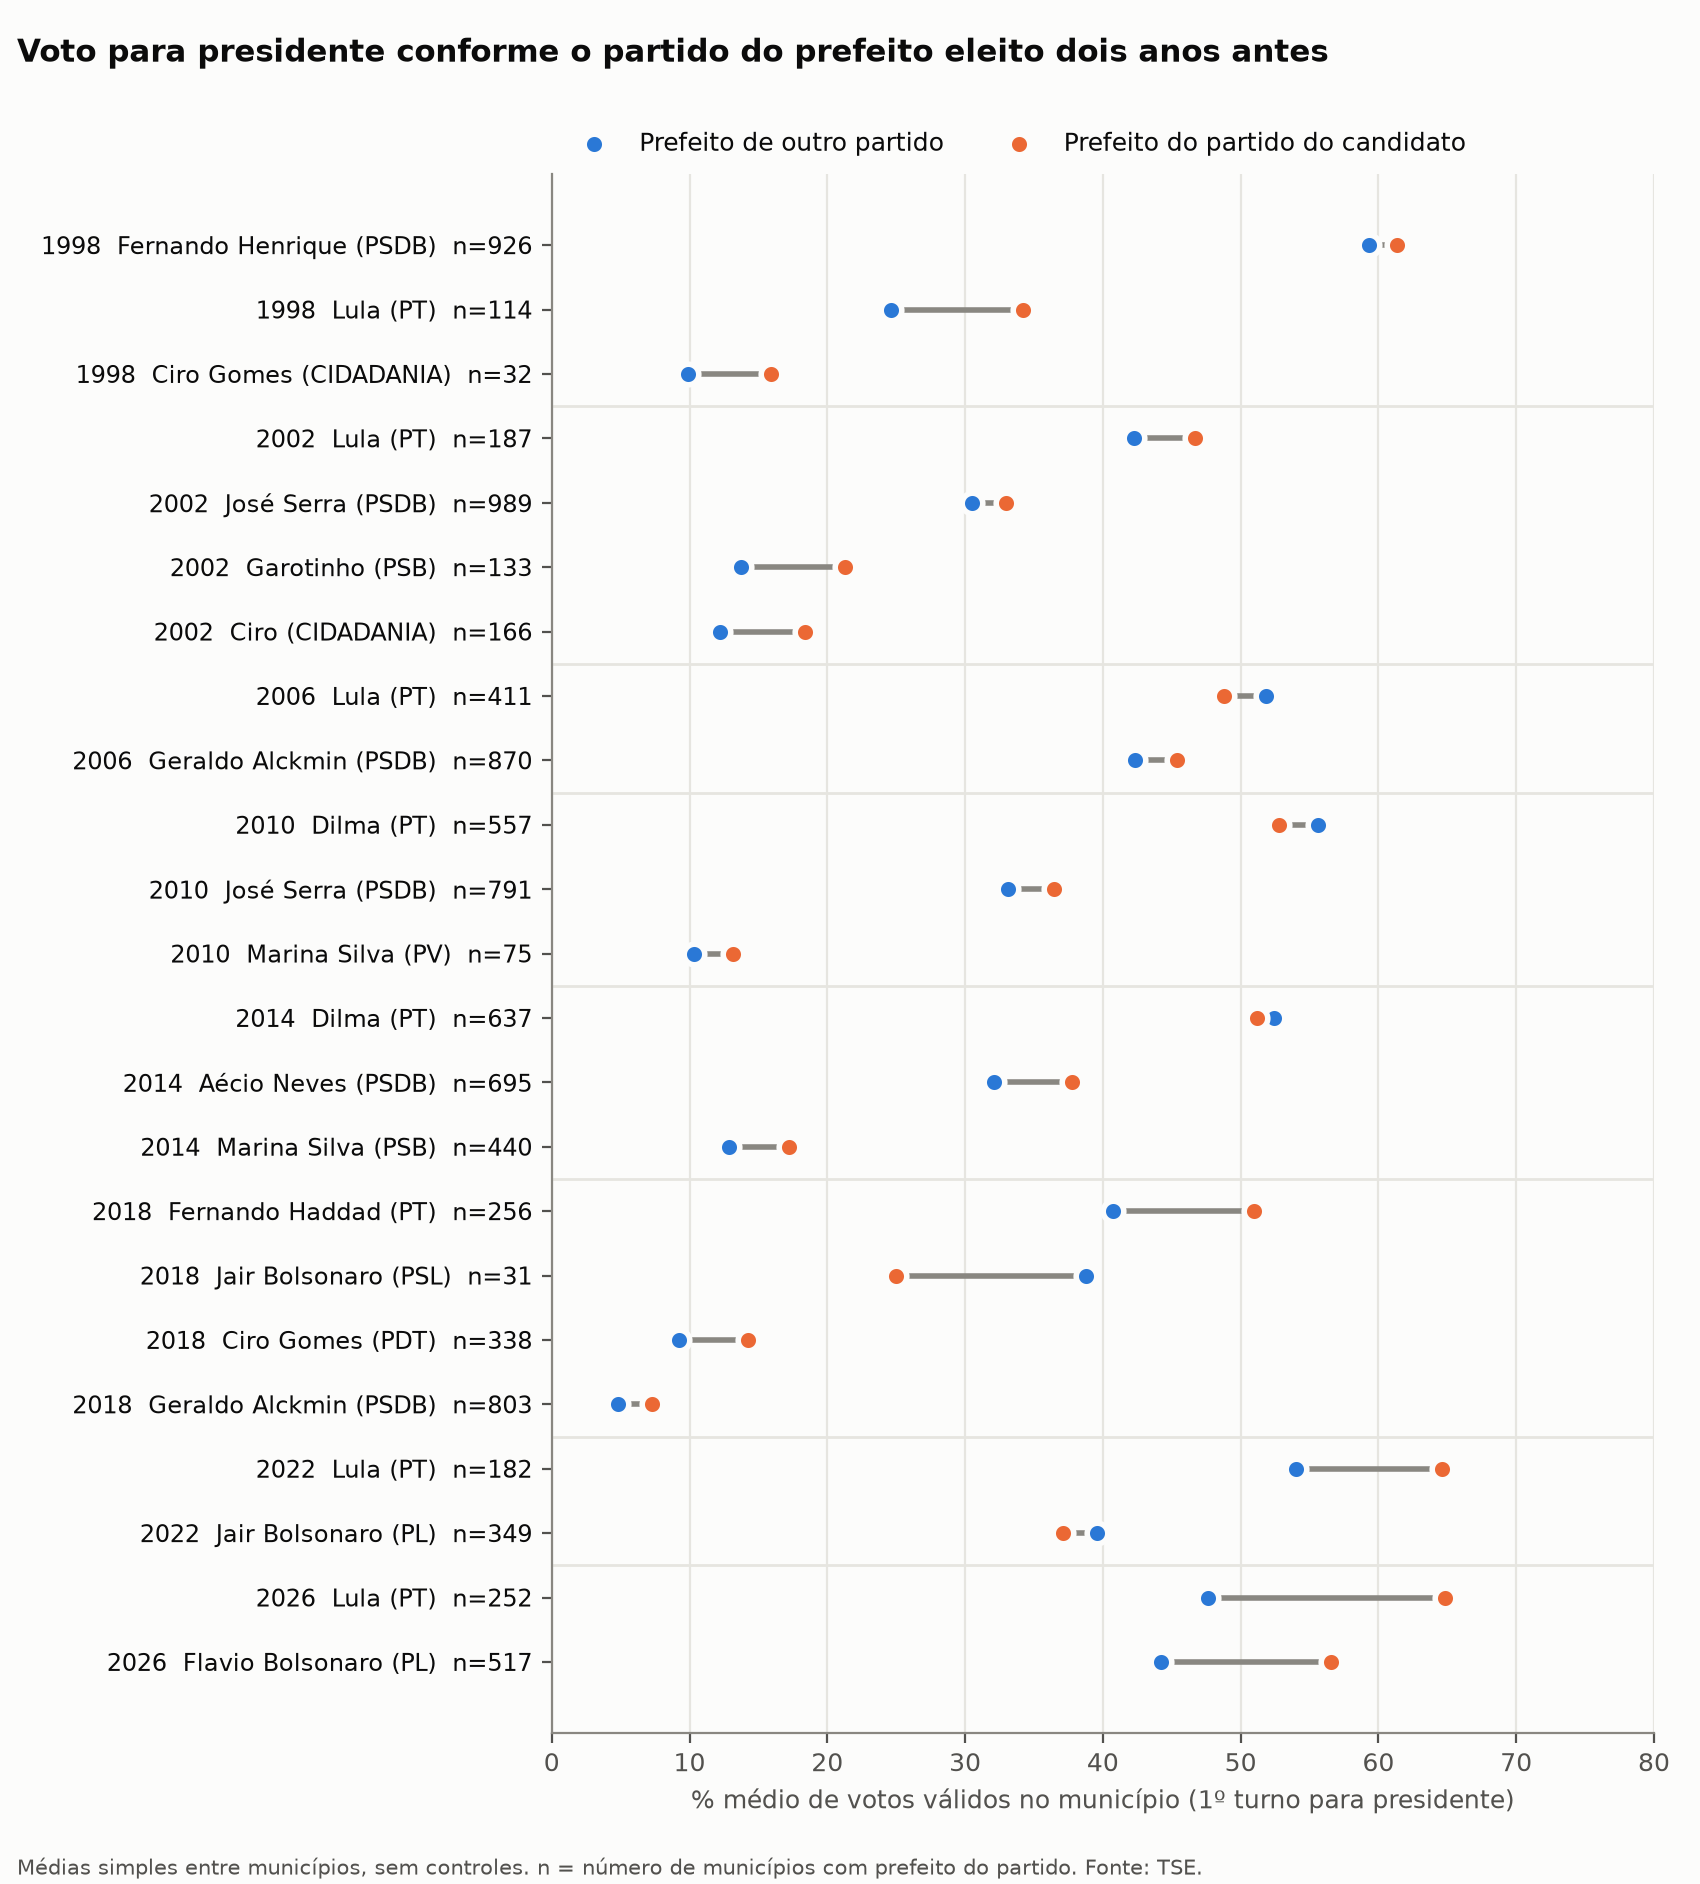 Voto para presidente conforme o partido do prefeito eleito dois anos antes
Prefeito de outro partido
Prefeito do partido do candidato
1998 Fernando Henrique (PSDB) n=926
1998 Lula (PT) n=114
1998 Ciro Gomes (CIDADANIA) n=32
2002 Lula (PT) n=187
2002 José Serra (PSDB) n=989
2002 Garotinho (PSB) n=133
2002 Ciro (CIDADANIA) n=166
2006 Lula (PT) n=411
2006 Geraldo Alckmin (PSDB) n=870
2010 Dilma (PT) n=557
2010 José Serra (PSDB) n=791
2010 Marina Silva (PV) n=75
2014 Dilma (PT) n=637
2014 Aécio Neves (PSDB) n=695
2014 Marina Silva (PSB) n=440
2018 Fernando Haddad (PT) n=256
2018 Jair Bolsonaro (PSL) n=31
2018 Ciro Gomes (PDT) n=338
2018 Geraldo Alckmin (PSDB) n=803
2022 Lula (PT) n=182
2022 Jair Bolsonaro (PL) n=349
2026 Lula (PT) n=252
2026 Flavio Bolsonaro (PL) n=517
0 10 20 30 40 50 60 70 80
% médio de votos válidos no município (1º turno para presidente)
Médias simples entre municípios, sem controles. n = número de municípios com prefeito do partido. Fonte: TSE.